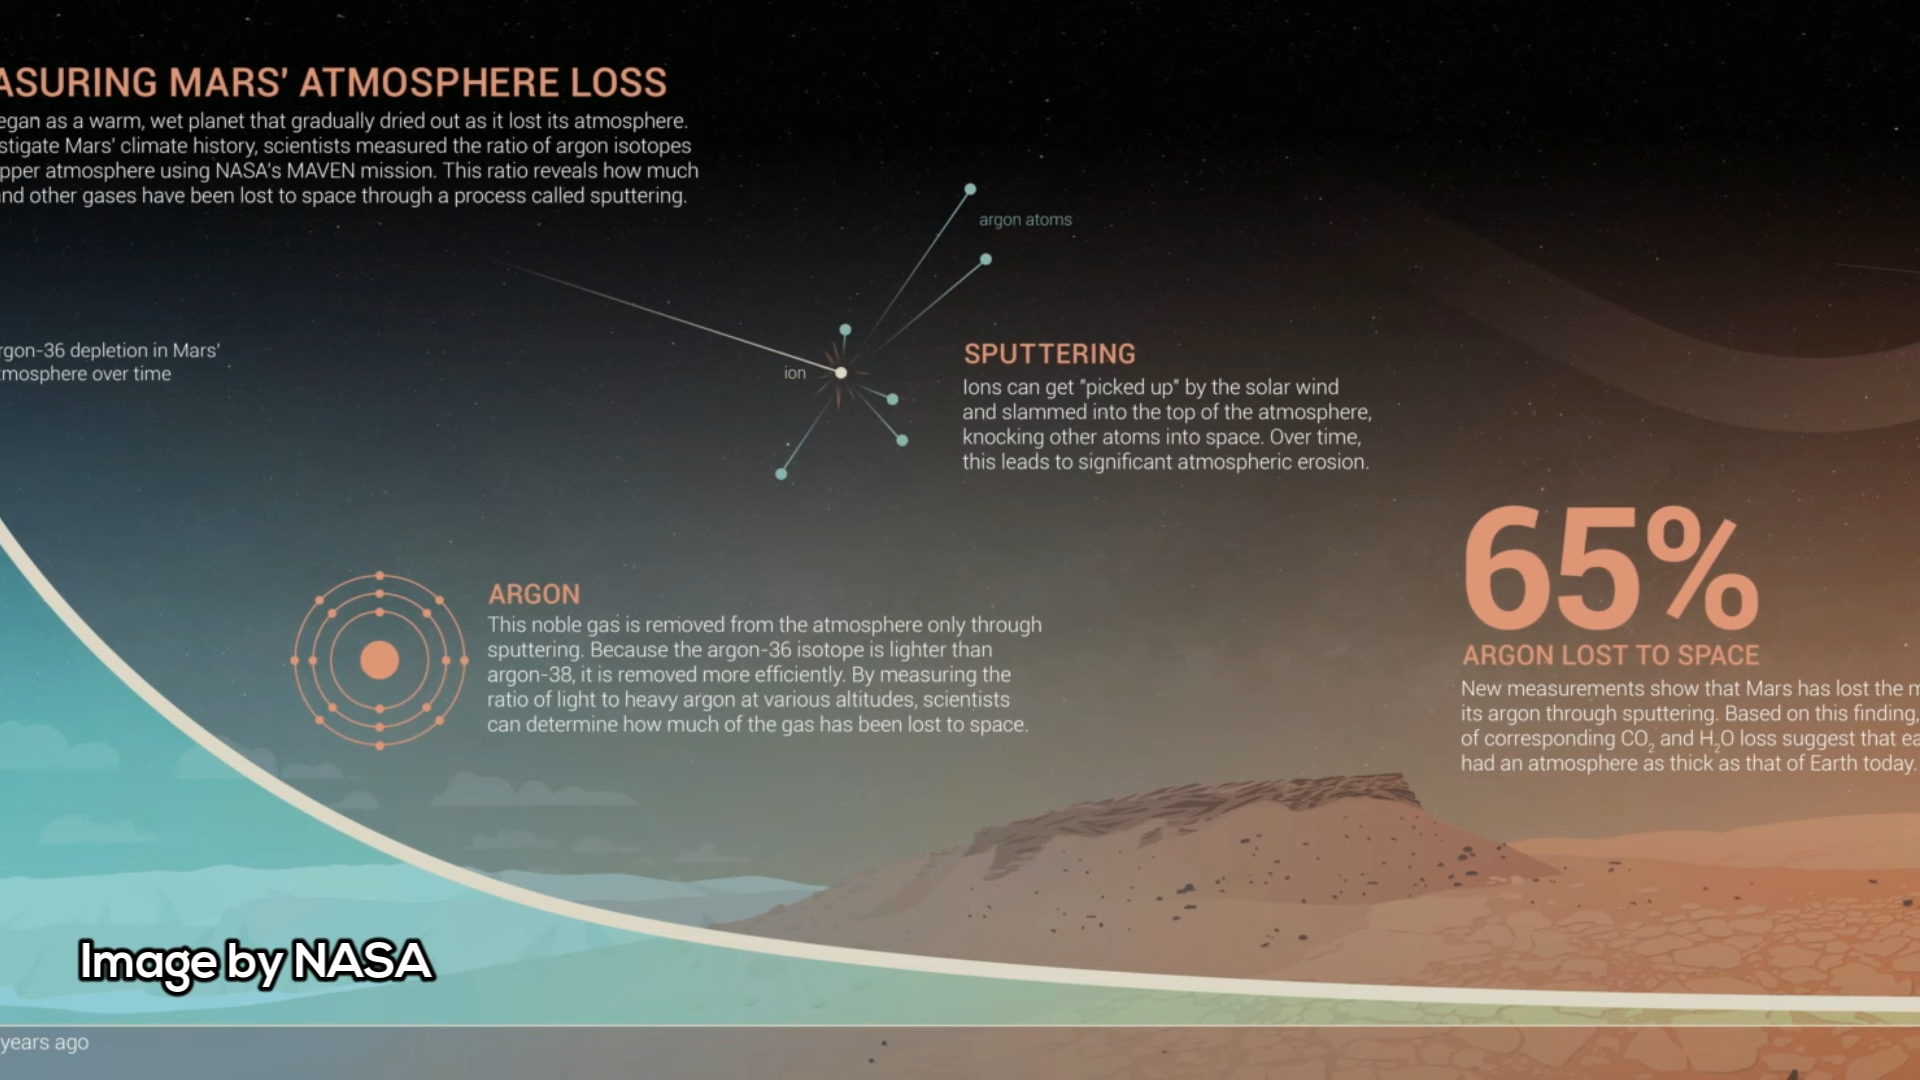 ASURING MARS' ATMOSPHERE LOSS
egan as a warm, wet planet that gradually dried out as it lost its atmosphere.
stigate Mars' climate history, scientists measured the ratio of argon isotopes
pper atmosphere using NASA's MAVEN mission. This ratio reveals how much
nd other gases have been lost to space through a process called sputtering.
argon atoms
rgon-36 depletion in Mars'
tmosphere over time
ion
SPUTTERING
Ions can get "picked up" by the solar wind
and slammed into the top of the atmosphere,
knocking other atoms into space. Over time,
this leads to significant atmospheric erosion.
ARGON
This noble gas is removed from the atmosphere only through
sputtering. Because the argon-36 isotope is lighter than
argon-38, it is removed more efficiently. By measuring the
ratio of light to heavy argon at various altitudes, scientists
can determine how much of the gas has been lost to space.
65%
ARGON LOST TO SPACE
New measurements show that Mars has lost the m
its argon through sputtering. Based on this finding,
of corresponding CO₂ and H₂O loss suggest that ea
had an atmosphere as thick as that of Earth today.
Image by NASA
years ago